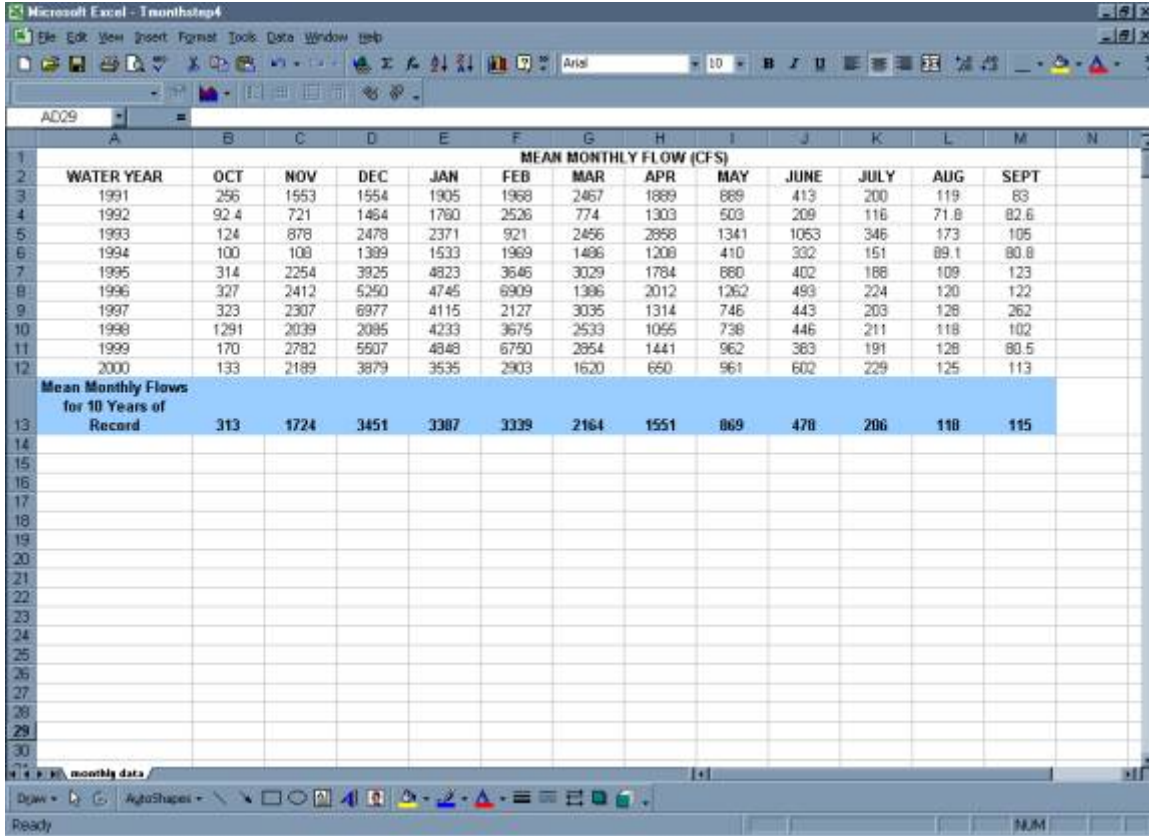 Microsoft Excel - Tmonthstep4
File Edit View Insert Format Tools Data Window Help
Arial 10 B I U
AD29 =
A B C D E F G H I J K L M N
1 MEAN MONTHLY FLOW (CFS)
2 WATER YEAR OCT NOV DEC JAN FEB MAR APR MAY JUNE JULY AUG SEPT
3 1991 256 1553 1554 1905 1968 2467 1889 889 413 200 119 83
4 1992 92.4 721 1464 1760 2526 774 1303 503 209 116 71.8 82.6
5 1993 124 878 2478 2371 921 2456 2858 1341 1053 346 173 105
6 1994 100 108 1389 1533 1969 1486 1208 410 332 151 89.1 80.8
7 1995 314 2254 3925 4823 3646 3029 1784 880 402 188 109 123
8 1996 327 2412 5250 4745 6909 1386 2012 1262 493 224 120 122
9 1997 323 2307 6977 4115 2127 3035 1314 746 443 203 128 262
10 1998 1291 2039 2085 4233 3675 2533 1055 738 446 211 118 102
11 1999 170 2782 5507 4848 6750 2854 1441 962 383 191 128 80.5
12 2000 133 2189 3879 3535 2903 1620 650 961 602 229 125 113
Mean Monthly Flows
for 10 Years of
13 Record 313 1724 3451 3387 3339 2164 1551 869 478 206 118 115
14
15
16
17
18
19
20
21
22
23
24
25
26
27
28
29
30
monthly data
Draw AutoShapes
Ready NUM